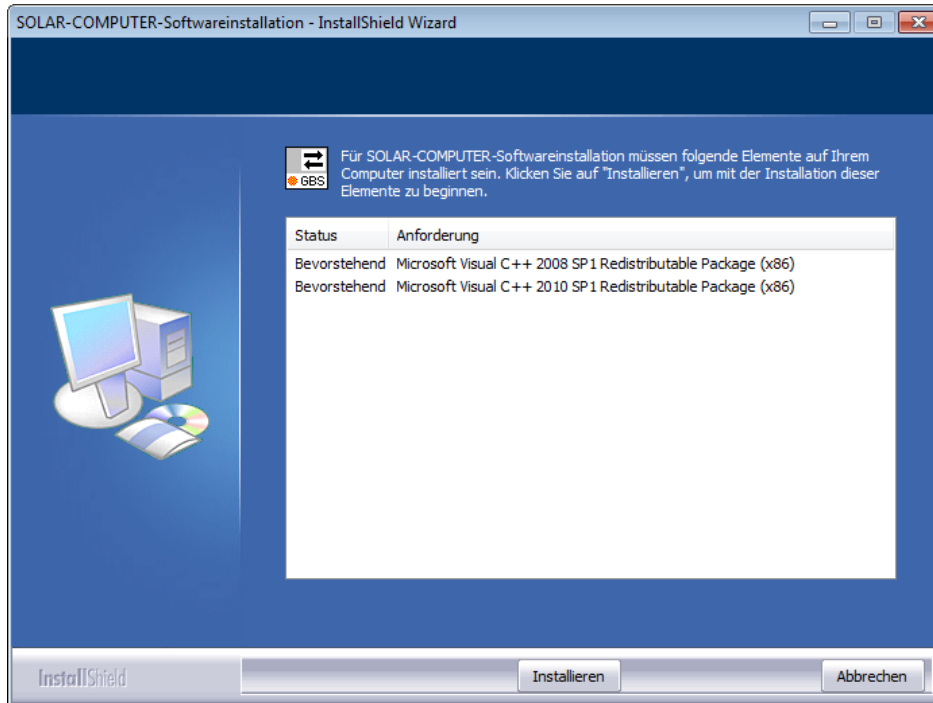 SOLAR-COMPUTER-Softwareinstallation - InstallShield Wizard
GBS
Für SOLAR-COMPUTER-Softwareinstallation müssen folgende Elemente auf Ihrem
Computer installiert sein. Klicken Sie auf "Installieren", um mit der Installation dieser
Elemente zu beginnen.
Status Anforderung
Bevorstehend Microsoft Visual C++ 2008 SP1 Redistributable Package (x86)
Bevorstehend Microsoft Visual C++ 2010 SP1 Redistributable Package (x86)
InstallShield
Installieren
Abbrechen